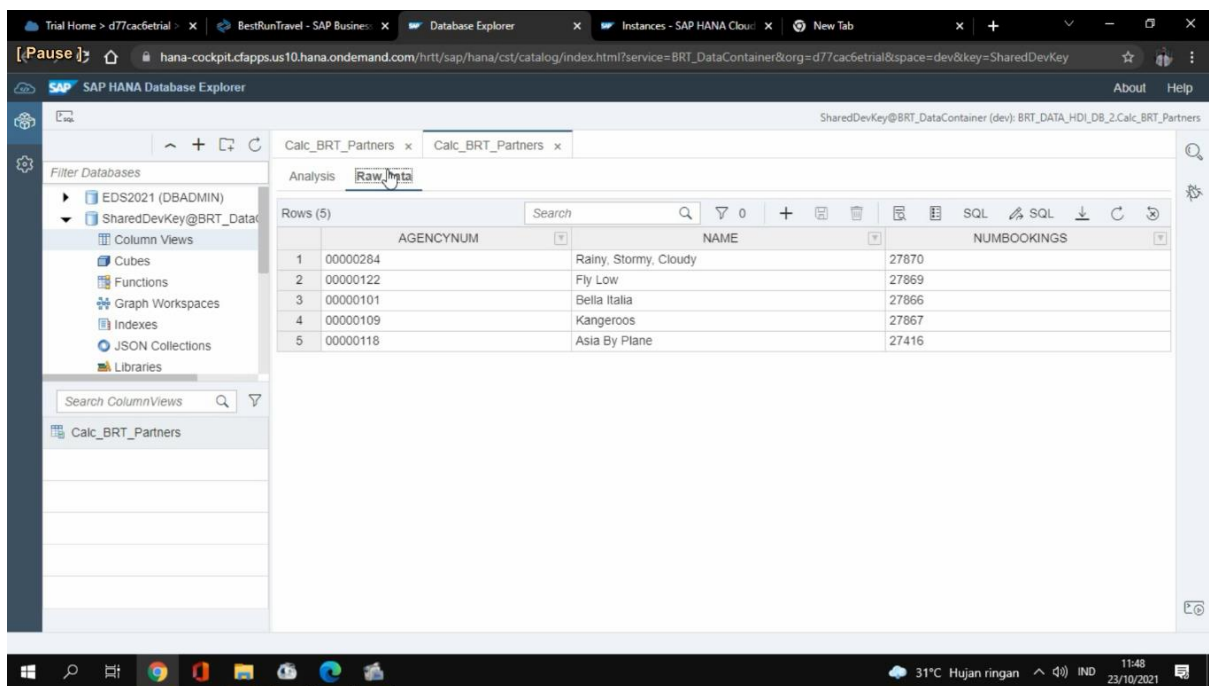 Trial Home > d77cac6etrial >
BestRunTravel - SAP Business
Database Explorer
Instances - SAP HANA Cloud
New Tab
[Pause]
hana-cockpit.cfapps.us10.hana.ondemand.com/hrtt/sap/hana/cst/catalog/index.html?service=BRT_DataContainer&org=d77cac6etrial&space=dev&key=SharedDevKey
SAP SAP HANA Database Explorer
About Help
SharedDevKey@BRT_DataContainer (dev): BRT_DATA_HDI_DB_2.Calc_BRT_Partners
Calc_BRT_Partners
Calc_BRT_Partners
Filter Databases
Analysis Raw Data
EDS2021 (DBADMIN)
SharedDevKey@BRT_Data
Column Views
Cubes
Functions
Graph Workspaces
Indexes
JSON Collections
Libraries
Search ColumnViews
Calc_BRT_Partners
Rows (5) Search 0 SQL SQL
AGENCYNUM NAME NUMBOOKINGS
1 00000284 Rainy, Stormy, Cloudy 27870
2 00000122 Fly Low 27869
3 00000101 Bella Italia 27866
4 00000109 Kangeroos 27867
5 00000118 Asia By Plane 27416
31°C Hujan ringan IND
11:48
23/10/2021